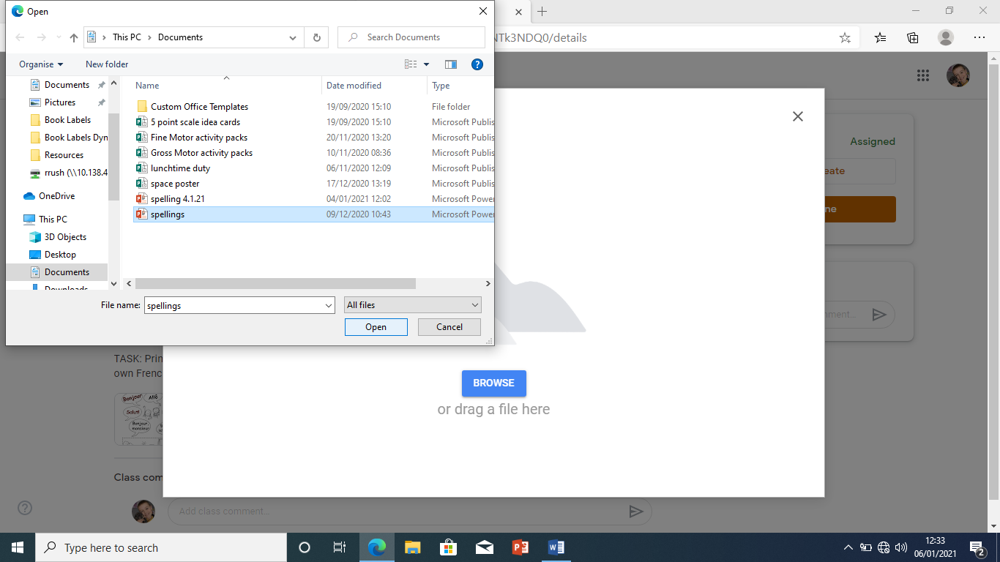 Open
This PC > Documents
Search Documents
NTk3NDQ0/details
Organise
New folder
Documents
Pictures
Book Labels
Book Labels Dyn
Resources
rrush (\\10.138.4
OneDrive
This PC
3D Objects
Desktop
Documents
Downloads
Name Date modified Type
Custom Office Templates 19/09/2020 15:10 File folder
5 point scale idea cards 19/09/2020 15:10 Microsoft Publis
Fine Motor activity packs 20/11/2020 13:20 Microsoft Publis
Gross Motor activity packs 10/11/2020 08:36 Microsoft Publis
lunchtime duty 06/11/2020 12:09 Microsoft Publis
space poster 17/12/2020 13:19 Microsoft Publis
spelling 4.1.21 04/01/2021 12:02 Microsoft Power
spellings 09/12/2020 10:43 Microsoft Power
File name: spellings All files
Open Cancel
Assigned
eate
ne
mment...
BROWSE
or drag a file here
TASK: Prin
own Frenc
Bonjour Allô
Salut!
Bonjour
monsieur
Class com
Add class comment...
Type here to search
12:33
06/01/2021
2